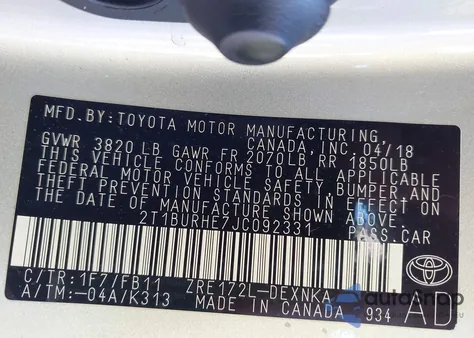 MFD.BY:TOYOTA MOTOR MANUFACTURING
CANADA,INC.04/18
GVWR 3820 LB GAWR FR 2070LB,RR 1850LB
THIS VEHICLE CONFORMS TO ALL APPLICABLE
FEDERAL MOTOR VEHICLE SAFETY BUMPER,AND
THEFT PREVENTION STANDARDS IN EFFECT
ON THE DATE OF MANUFACTURE SHOWN ABOVE.
2T1BURHE7JC092331 PASS.CAR
C/TR:1F7/FB11 ZRE172L-DEXNKA
A/TM:-04A/K313 MADE IN CANADA 934 AD
TOYOTA
autoSnap